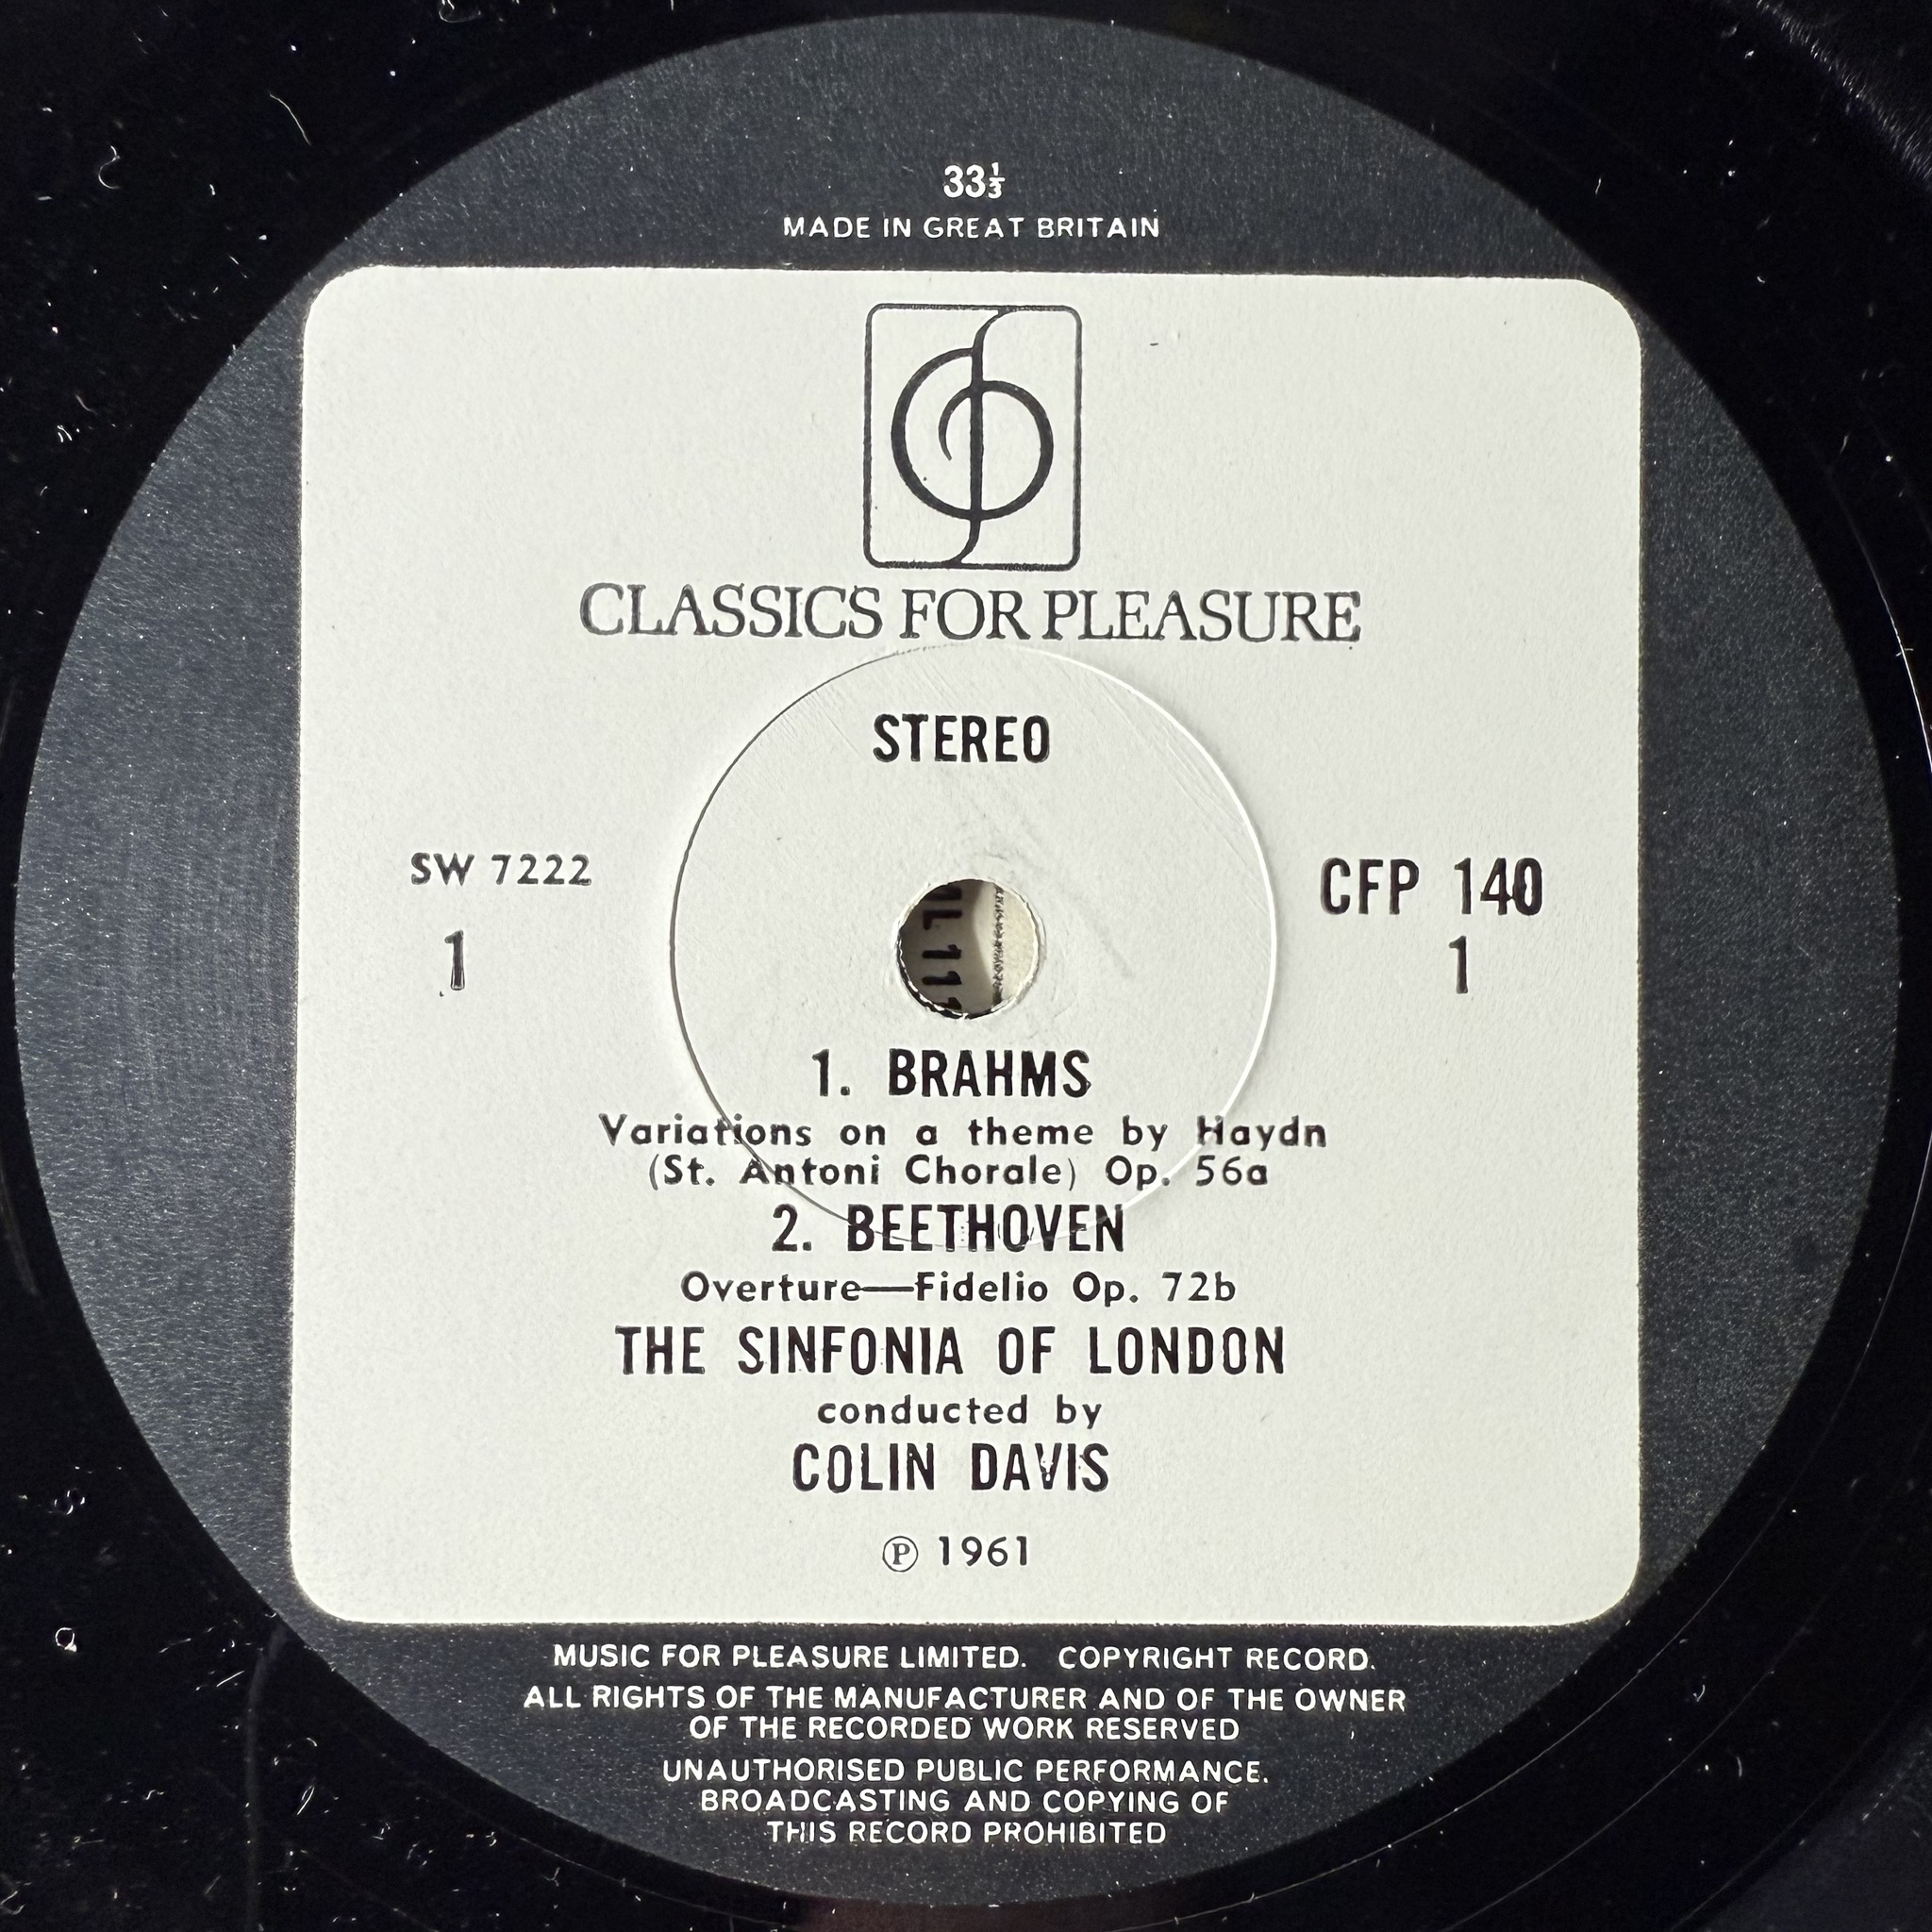 33⅓
MADE IN GREAT BRITAIN
CLASSICS FOR PLEASURE
STEREO
SW 7222
1
CFP 140
1
1. BRAHMS
Variations on a theme by Haydn
(St. Antoni Chorale) Op. 56a
2. BEETHOVEN
Overture—Fidelio Op. 72b
THE SINFONIA OF LONDON
conducted by
COLIN DAVIS
℗ 1961
MUSIC FOR PLEASURE LIMITED. COPYRIGHT RECORD.
ALL RIGHTS OF THE MANUFACTURER AND OF THE OWNER
OF THE RECORDED WORK RESERVED
UNAUTHORISED PUBLIC PERFORMANCE.
BROADCASTING AND COPYING OF
THIS RECORD PROHIBITED